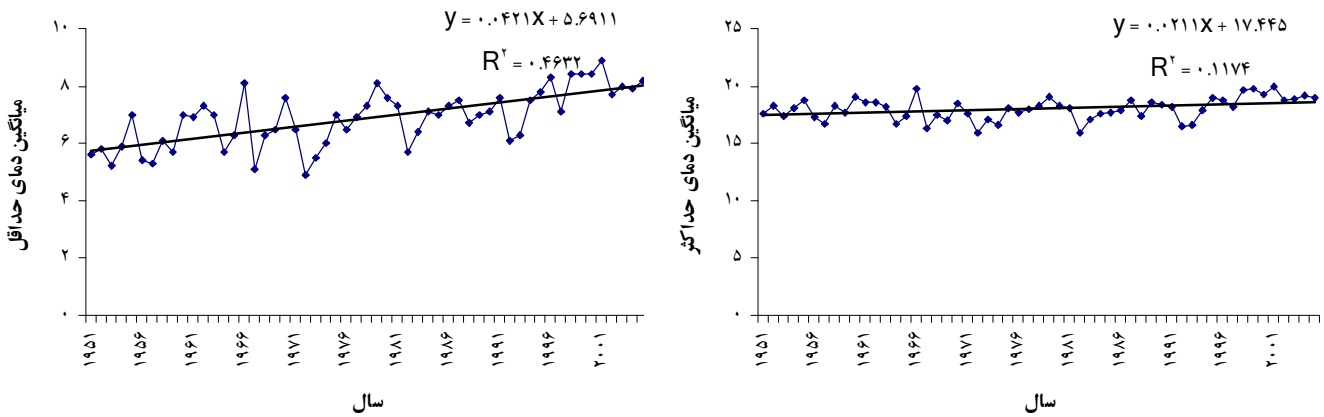 y = ۰.۰۴۲۱x + ۵.۶۹۱۱
R۲ = ۰.۴۶۳۲
میانگین دمای حداقل
۱۰
۸
۶
۴
۲
۰
۱۹۵۱ ۱۹۵۶ ۱۹۶۱ ۱۹۶۶ ۱۹۷۱ ۱۹۷۶ ۱۹۸۱ ۱۹۸۶ ۱۹۹۱ ۱۹۹۶ ۲۰۰۱
سال
y = ۰.۰۲۱۱x + ۱۷.۴۴۵
R۲ = ۰.۱۱۷۴
میانگین دمای حداکثر
۲۵
۲۰
۱۵
۱۰
۵
۰
۱۹۵۱ ۱۹۵۶ ۱۹۶۱ ۱۹۶۶ ۱۹۷۱ ۱۹۷۶ ۱۹۸۱ ۱۹۸۶ ۱۹۹۱ ۱۹۹۶ ۲۰۰۱
سال